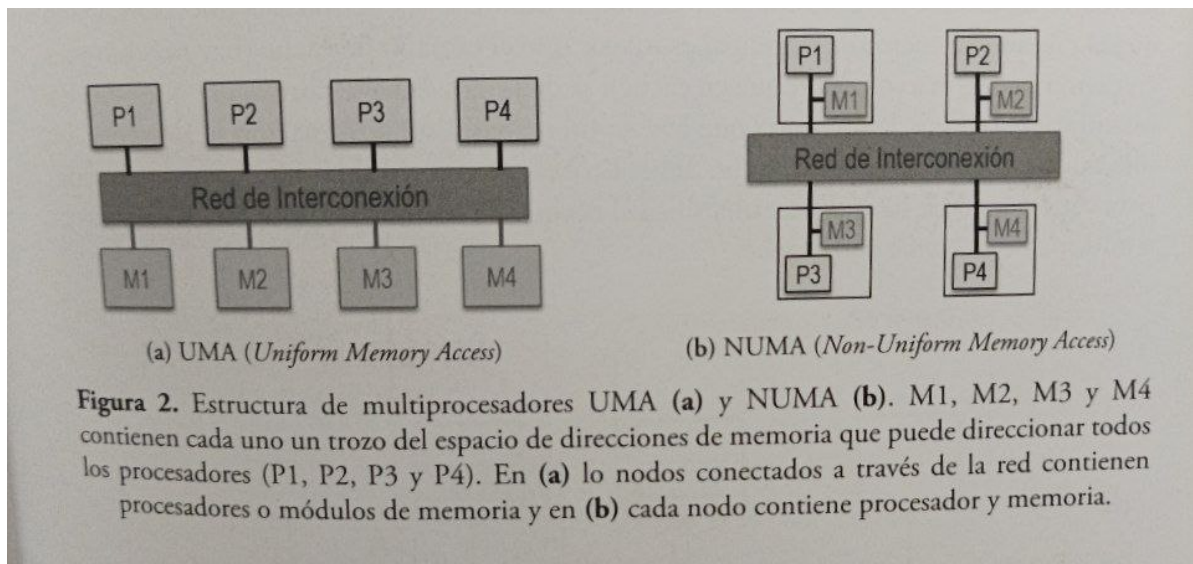 P1
P2
P3
P4
Red de Interconexión
M1
M2
M3
M4
(a) UMA (Uniform Memory Access)
P1
M1
P2
M2
Red de Interconexión
M3
P3
M4
P4
(b) NUMA (Non-Uniform Memory Access)
Figura 2. Estructura de multiprocesadores UMA (a) y NUMA (b). M1, M2, M3 y M4
contienen cada uno un trozo del espacio de direcciones de memoria que puede direccionar todos
los procesadores (P1, P2, P3 y P4). En (a) lo nodos conectados a través de la red contienen
procesadores o módulos de memoria y en (b) cada nodo contiene procesador y memoria.